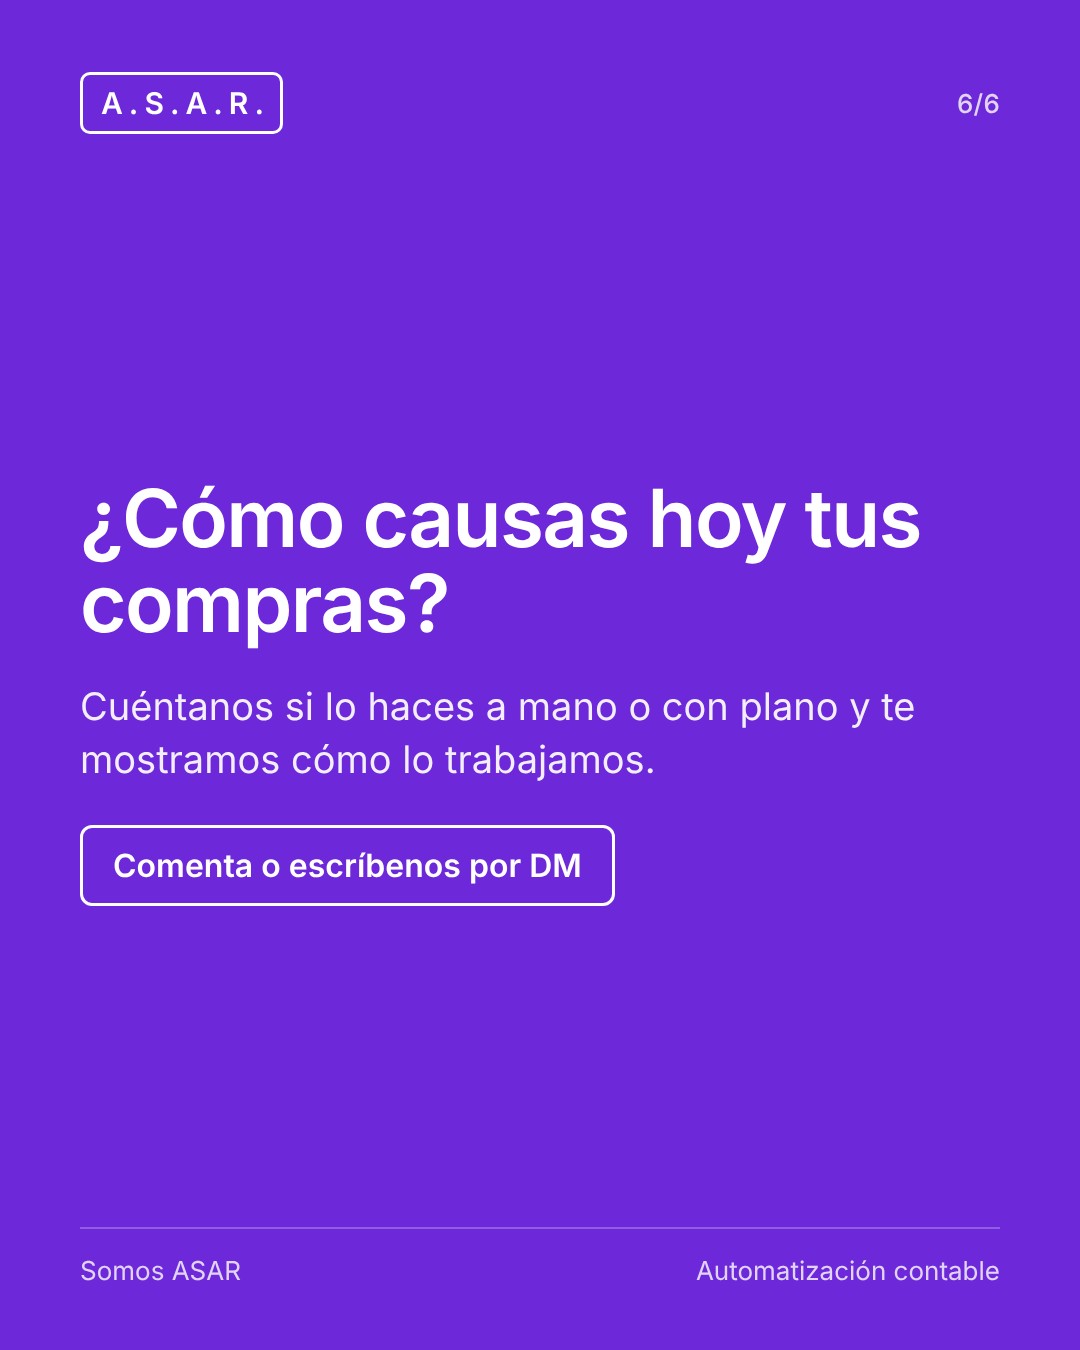 A.S.A.R.
6/6
¿Cómo causas hoy tus
compras?
Cuéntanos si lo haces a mano o con plano y te
mostramos cómo lo trabajamos.
Comenta o escríbenos por DM
Somos ASAR
Automatización contable